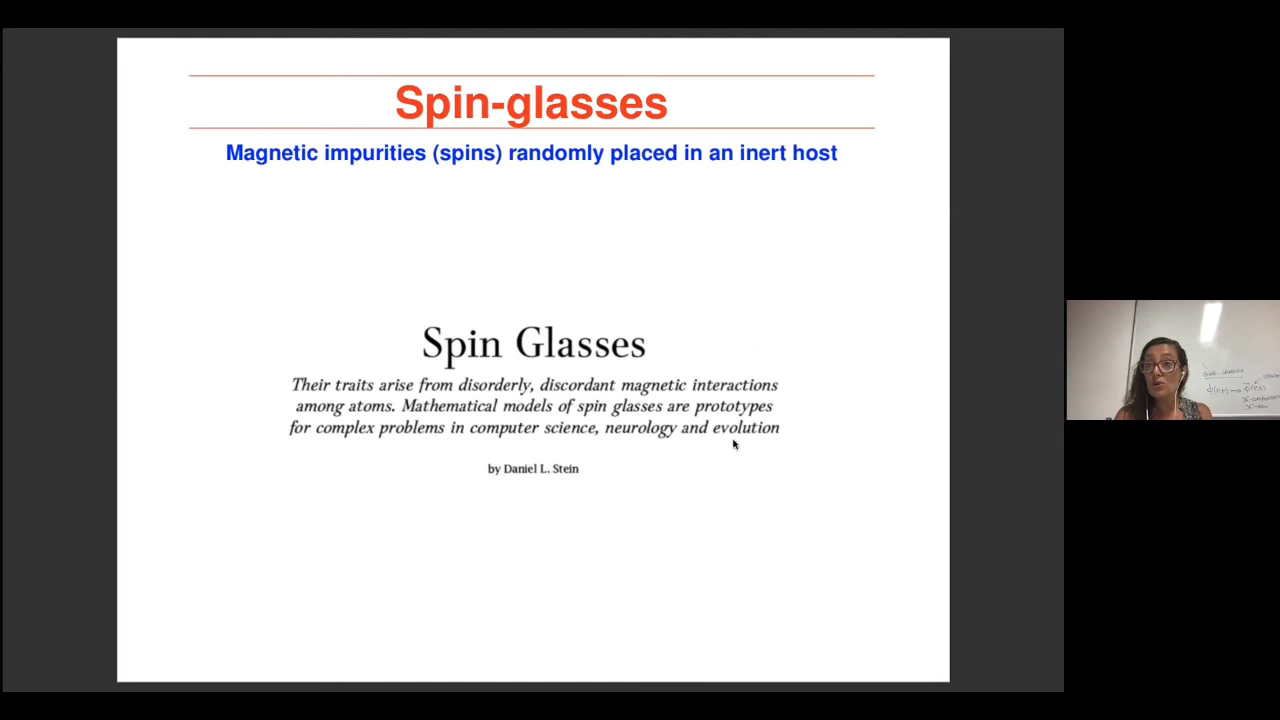 Spin-glasses
Magnetic impurities (spins) randomly placed in an inert host
Spin Glasses
Their traits arise from disorderly, discordant magnetic interactions
among atoms. Mathematical models of spin glasses are prototypes
for complex problems in computer science, neurology and evolution
by Daniel L. Stein